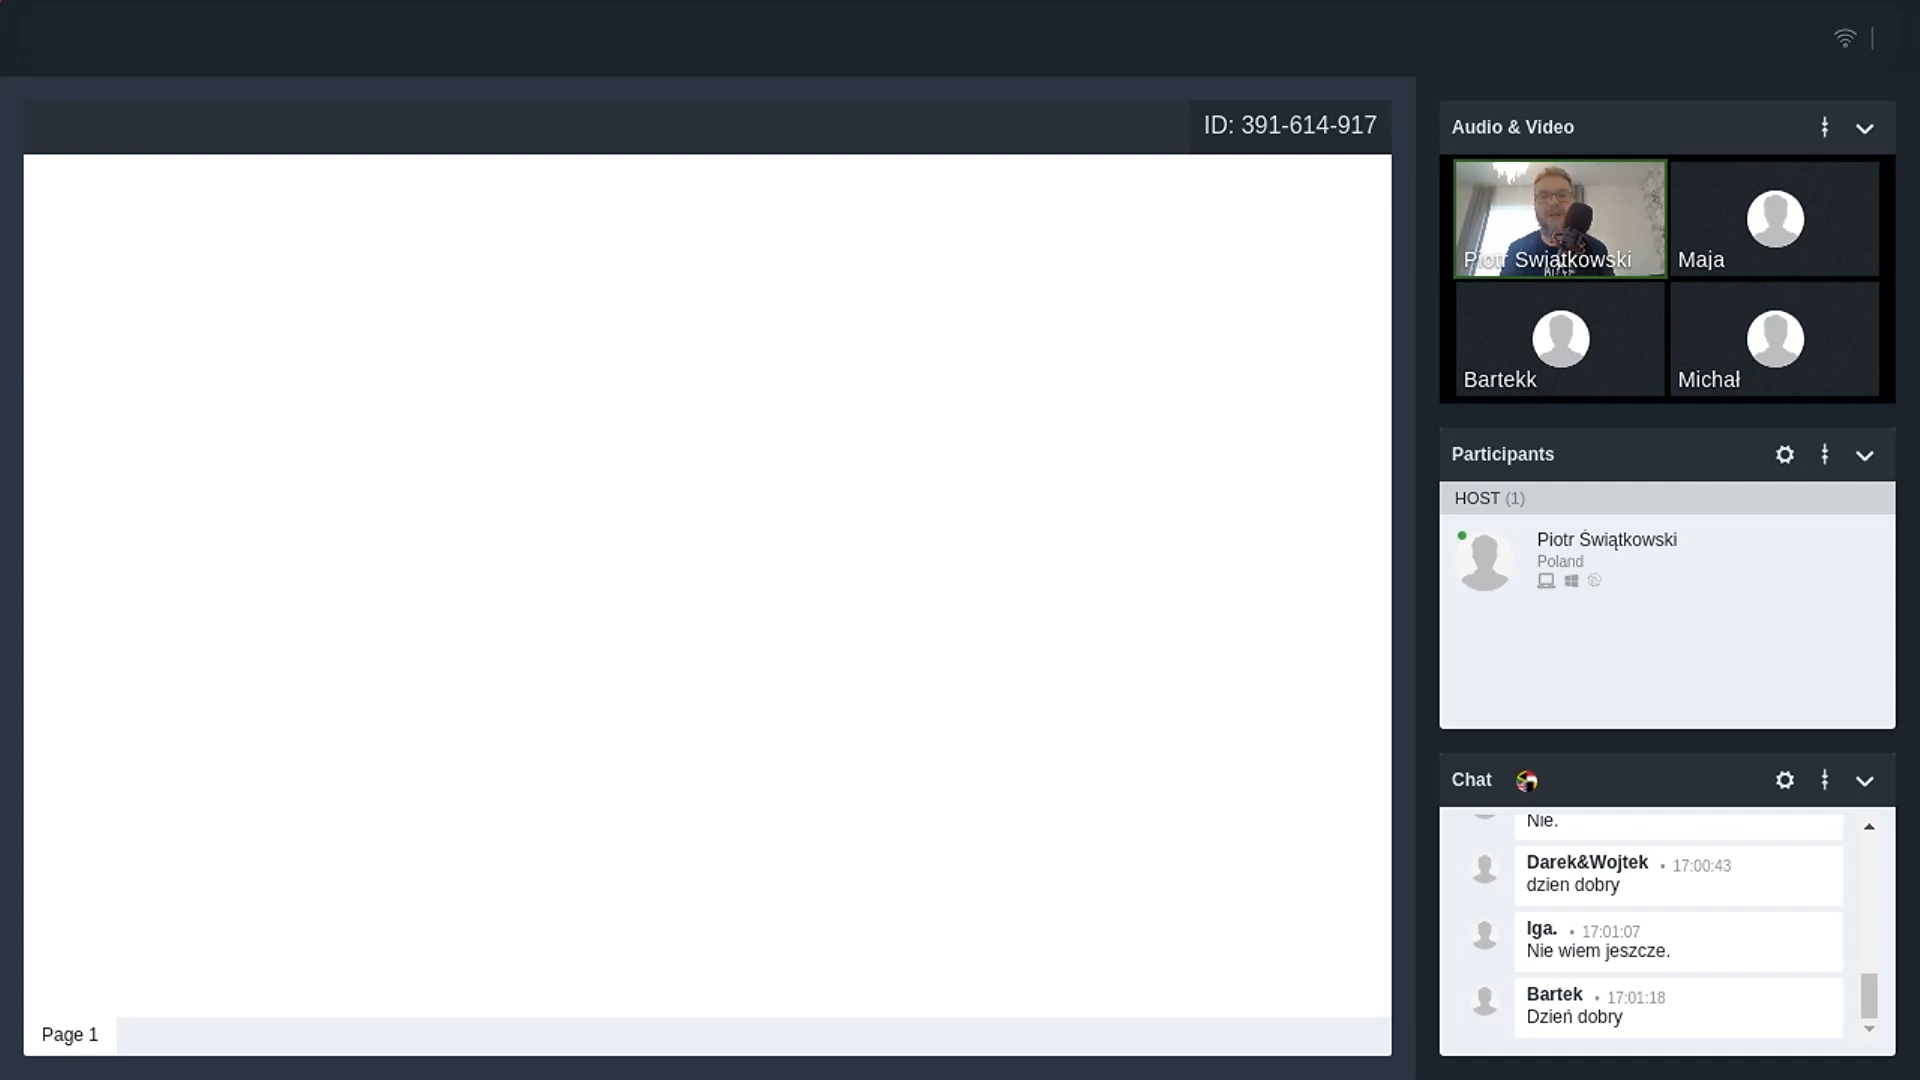 ID: 391-614-917
Audio & Video
Piotr Świątkowski
Maja
Bartekk
Michał
Participants
HOST (1)
Piotr Świątkowski
Poland
Chat
Nie.
Darek&Wojtek • 17:00:43
dzien dobry
Iga. • 17:01:07
Nie wiem jeszcze.
Bartek • 17:01:18
Dzień dobry
Page 1